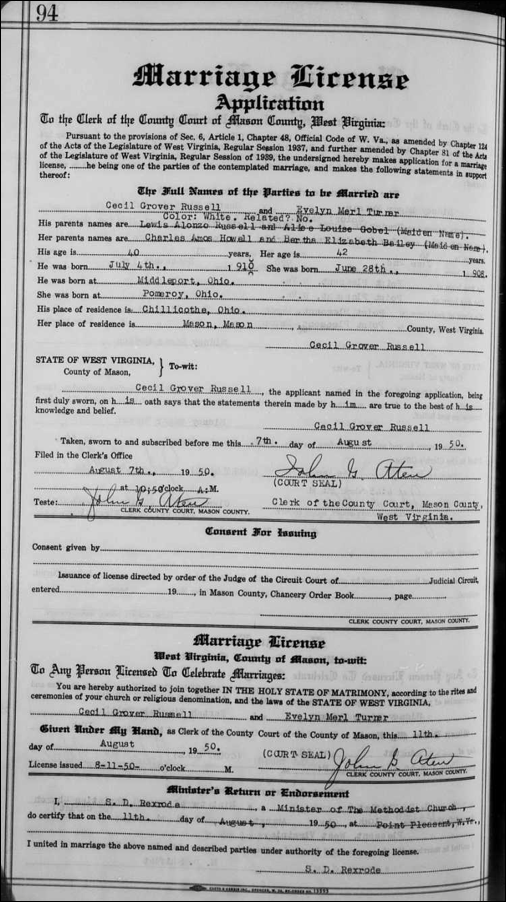 94
Marriage License
Application
To the Clerk of the County Court of Mason County, West Virginia:
Pursuant to the provisions of Sec. 6, Article 1, Chapter 48, Official Code of W. Va., as amended by Chapter 124
of the Acts of the Legislature of West Virginia, Regular Session 1937, and further amended by Chapter 81 of the Acts
of the Legislature of West Virginia, Regular Session of 1939, the undersigned hereby makes application for a marriage
license, ........he being one of the parties of the contemplated marriage, and makes the following statements in support
thereof:
The Full Names of the Parties to be Married are
Cecil Grover Russell and Evelyn Merl Turner
Color: White. Related? No.
His parents names are Lewis Alonzo Russell and Alice Louise Gobel (Maiden Name).
Her parents names are Charles Amos Howell and Bertha Elizabeth Bailey (Maiden Name).
His age is 40 years, Her age is 42 years.
He was born July 4th., 1910 She was born June 28th., 1908.
He was born at Middleport, Ohio.
She was born at Pomeroy, Ohio.
His place of residence is Chillicothe, Ohio.
Her place of residence is Mason, Mason County, West Virginia.
Cecil Grover Russell
STATE OF WEST VIRGINIA,
County of Mason, } To-wit:
Cecil Grover Russell, the applicant named in the foregoing application, being
first duly sworn, on h is oath says that the statements therein made by h im are true to the best of h is
knowledge and belief.
Cecil Grover Russell
Taken, sworn to and subscribed before me this 7th. day of August, 1950.
Filed in the Clerk's Office
August 7th., 1950. John G. Aten
at 10;50'clock A:M. (COURT SEAL)
Teste: John G. Aten Clerk of the County Court, Mason County,
CLERK COUNTY COURT, MASON COUNTY. West Virginia.
Consent For Issuing
Consent given by
Issuance of license directed by order of the Judge of the Circuit Court of Judicial Circuit,
entered 19, in Mason County, Chancery Order Book, page
CLERK COUNTY COURT, MASON COUNTY.
Marriage License
West Virginia, County of Mason, to-wit:
To Any Person Licensed To Celebrate Marriages:
You are hereby authorized to join together IN THE HOLY STATE OF MATRIMONY, according to the rites and
ceremonies of your church or religious denomination, and the laws of the STATE OF WEST VIRGINIA,
Cecil Grover Russell and Evelyn Merl Turner
Given Under My Hand, as Clerk of the County Court of Mason County, this 11th.
day of August, 1950. (COURT SEAL) John G. Aten
License issued 8-11-50- o'clock M. CLERK COUNTY COURT, MASON COUNTY.
Minister's Return or Endorsement
I, S. D. Rexrode, a Minister of The Methodist Church,
do certify that on the 11th. day of August, 1950, at Point Pleasent, W.Va.,
I united in marriage the above named and described parties under authority of the foregoing license.
S. D. Rexrode